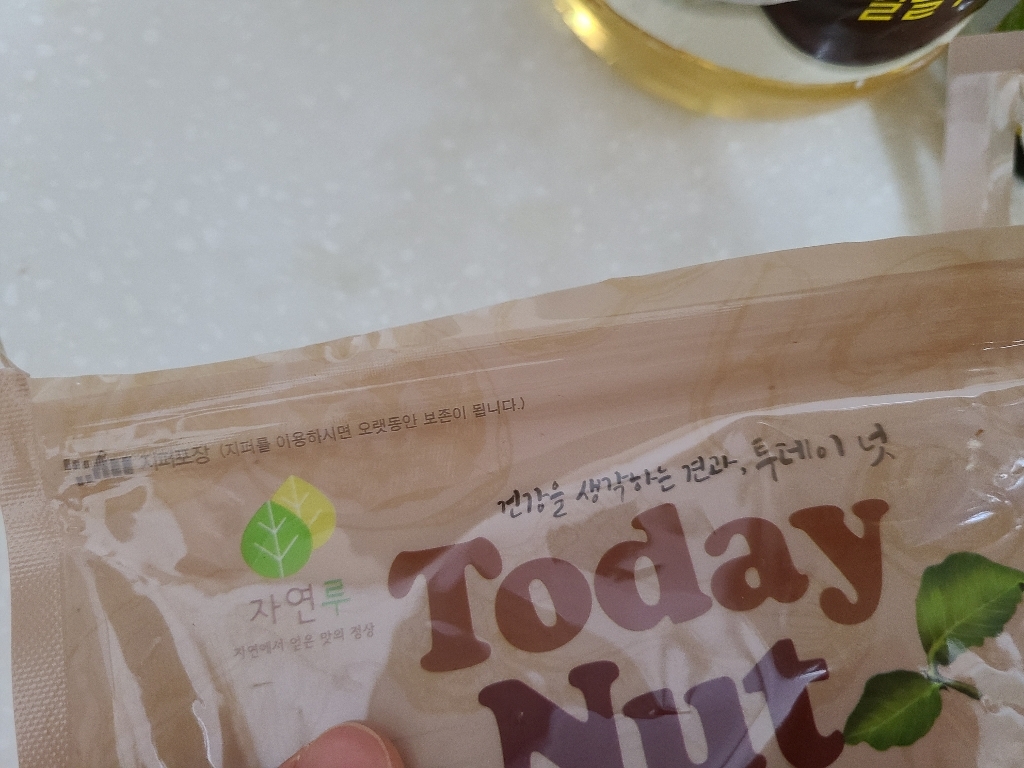 지퍼포장 (지퍼를 이용하시면 오랫동안 보존이 됩니다.)
건강을 생각하는 견과, 투데이 넛
Today
Nut
자연루
자연에서 얻은 맛의 정상